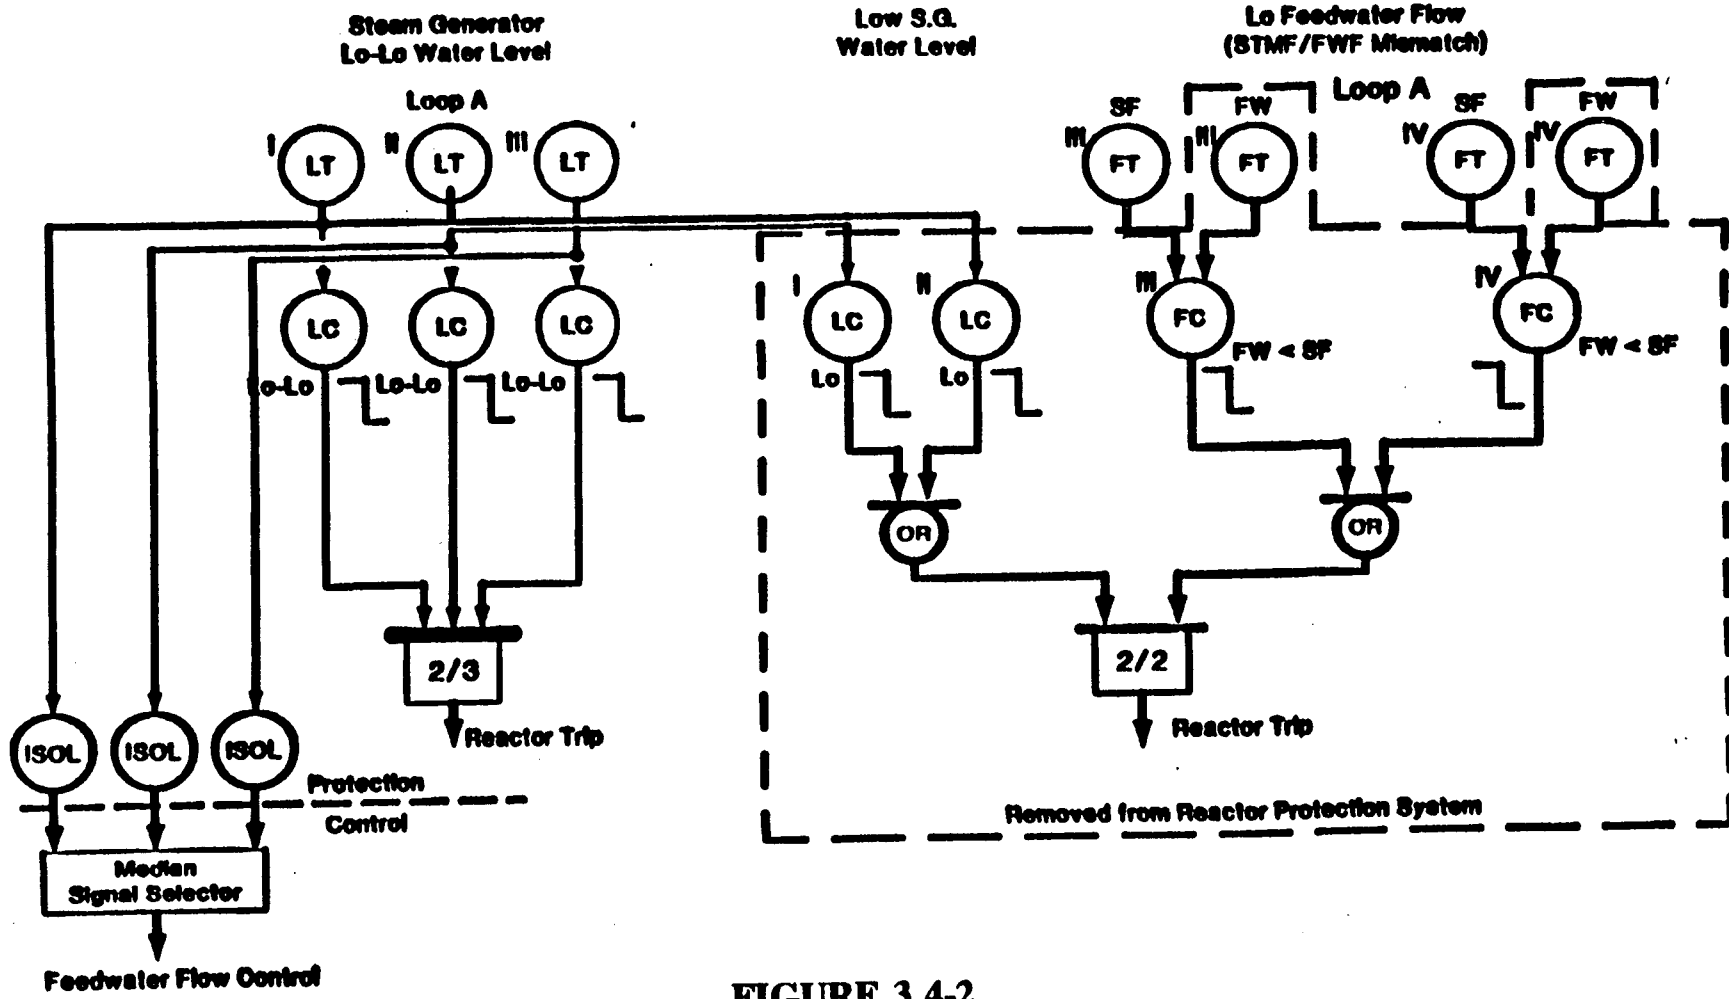 Steam Generator
Lo-Lo Water Level
Loop A
Low S.G.
Water Level
Lo Feedwater Flow
(STMF/FWF Mismatch)
Loop A
I
LT
II
LT
III
LT
SF
III
FT
FW
III
FT
SF
IV
FT
FW
IV
FT
LC
LC
LC
Lo-Lo
Lo-Lo
Lo-Lo
I
LC
II
LC
Lo
Lo
III
FC
FW < SF
IV
FC
FW < SF
OR
OR
2/3
Reactor Trip
2/2
Reactor Trip
ISOL
ISOL
ISOL
Protection
Control
Median
Signal Selector
Feedwater Flow Control
Removed from Reactor Protection System
FIGURE 3.4-2